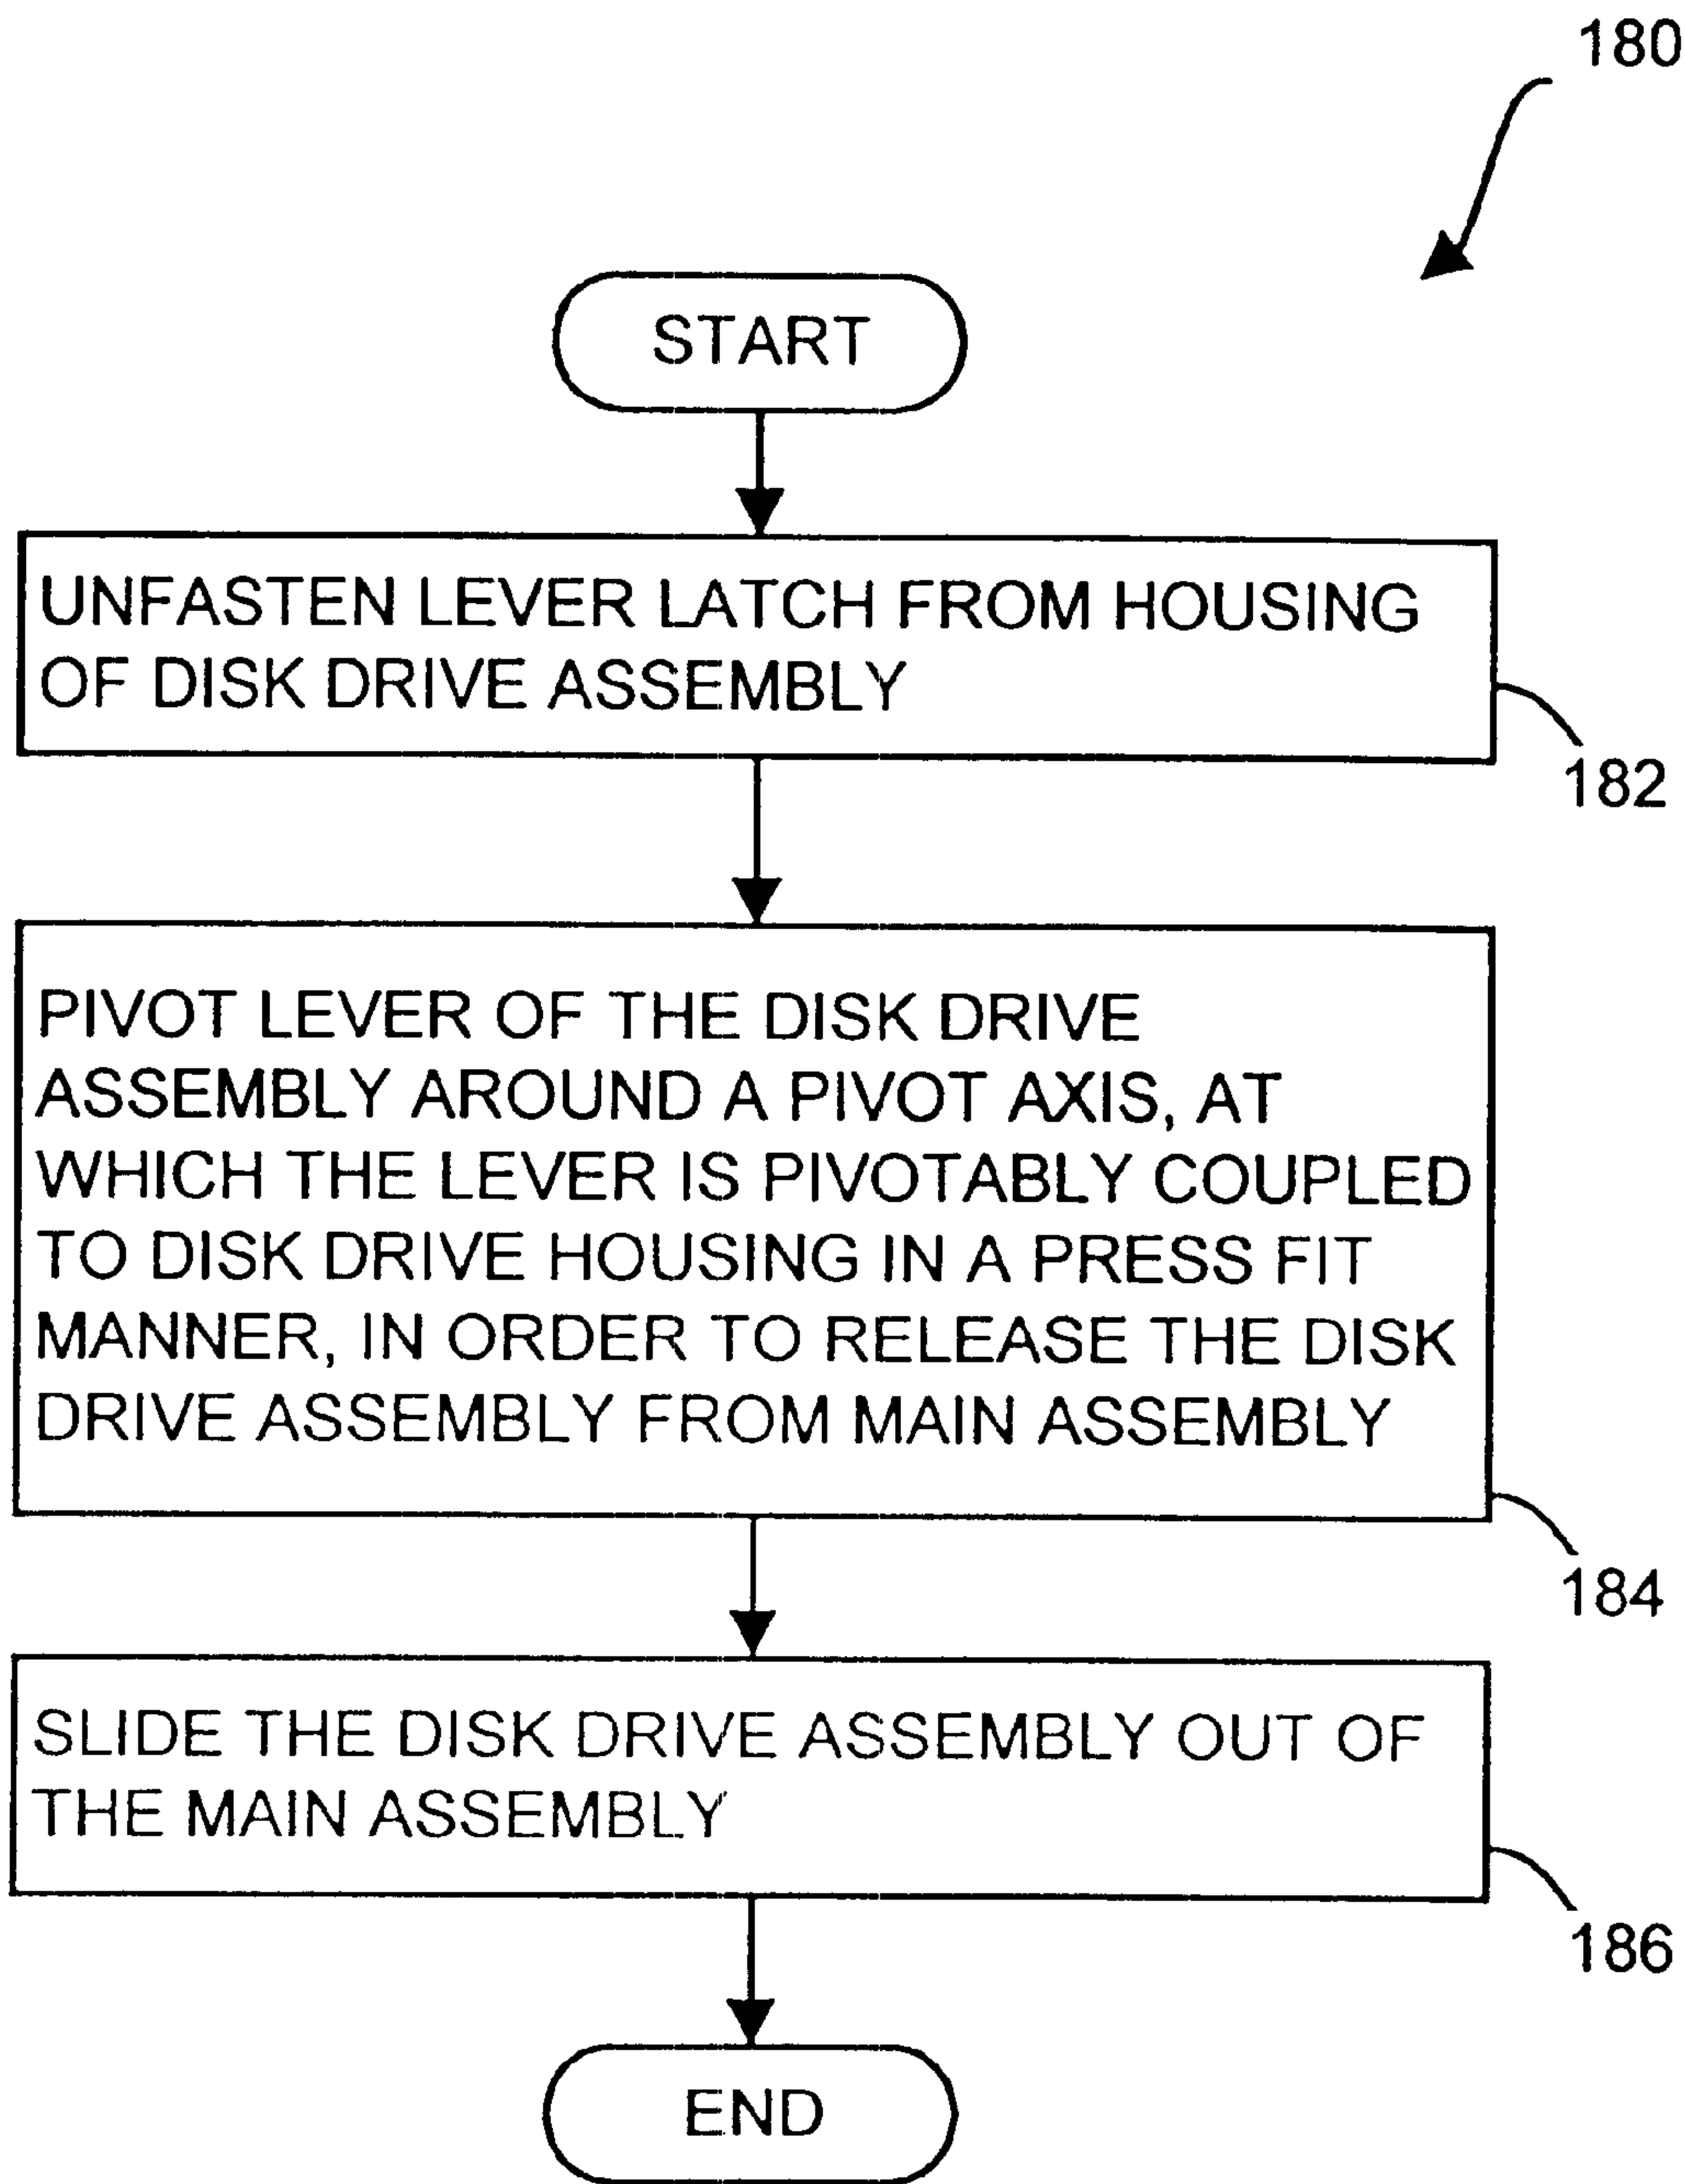 180
START
UNFASTEN LEVER LATCH FROM HOUSING
OF DISK DRIVE ASSEMBLY
182
PIVOT LEVER OF THE DISK DRIVE
ASSEMBLY AROUND A PIVOT AXIS, AT
WHICH THE LEVER IS PIVOTABLY COUPLED
TO DISK DRIVE HOUSING IN A PRESS FIT
MANNER, IN ORDER TO RELEASE THE DISK
DRIVE ASSEMBLY FROM MAIN ASSEMBLY
184
SLIDE THE DISK DRIVE ASSEMBLY OUT OF
THE MAIN ASSEMBLY
186
END